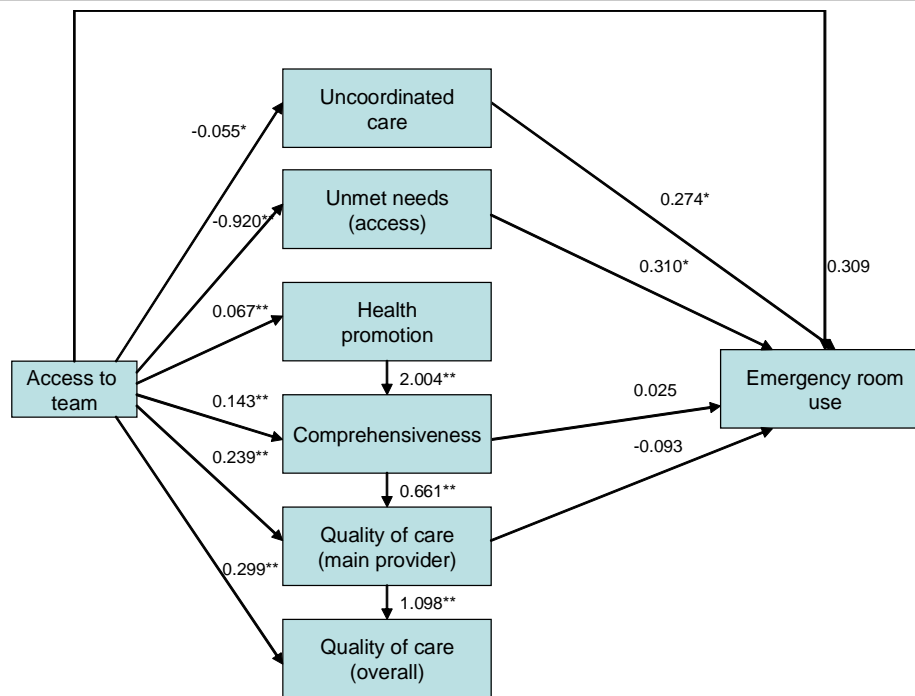 Uncoordinated
care
-0.055*
0.274*
Unmet needs
(access)
-0.920**
0.310*
0.309
Health
promotion
0.067**
2.004**
Access to
team
Emergency room
use
0.143**
Comprehensiveness
0.025
-0.093
0.239**
0.661**
Quality of care
(main provider)
0.299**
1.098**
Quality of care
(overall)